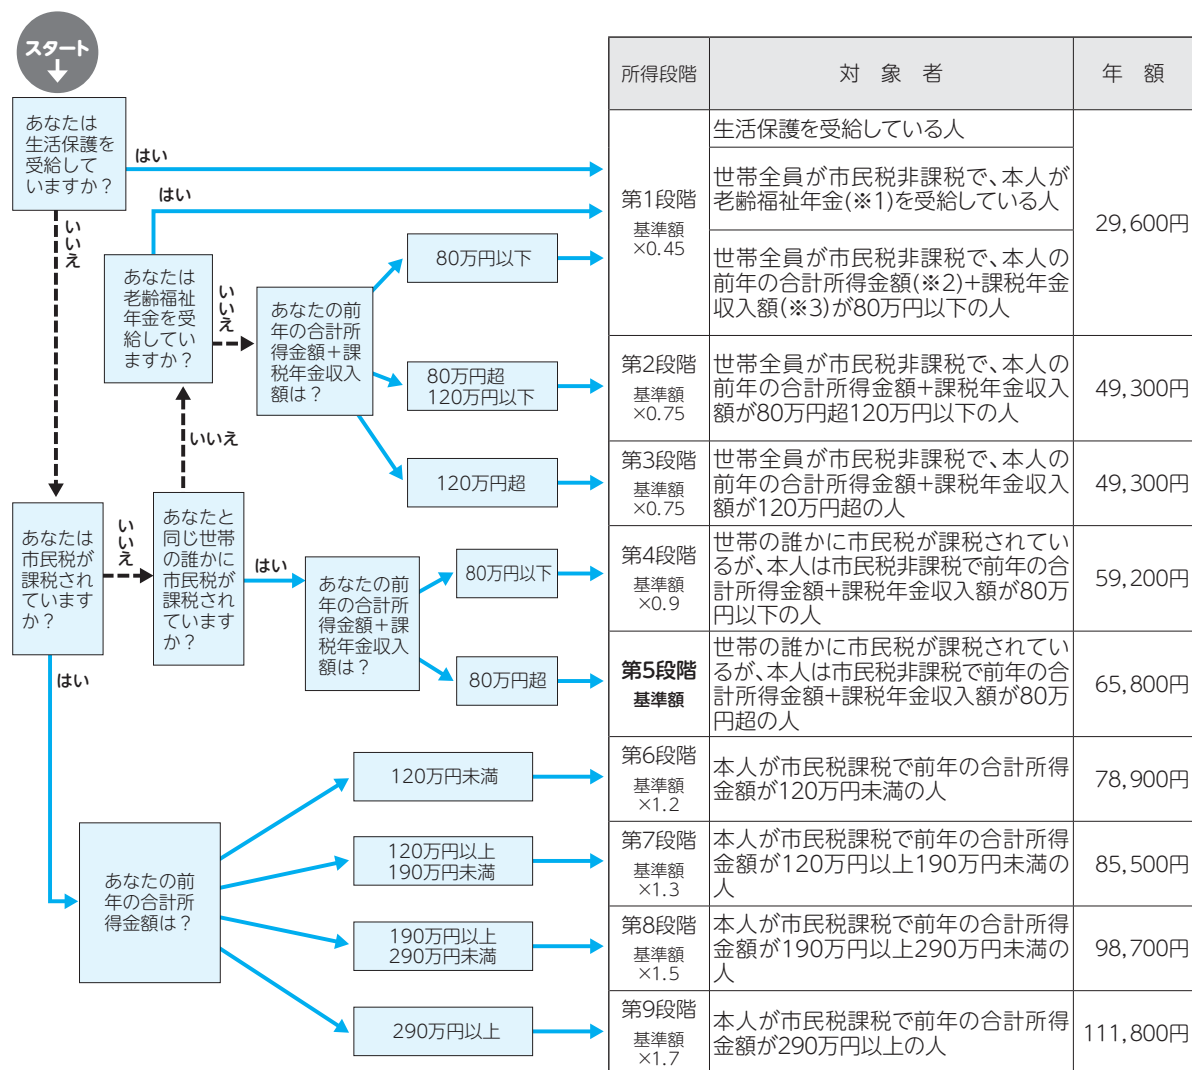 スタート
あなたは
生活保護を
受給して
いますか？
はい
いいえ
はい
あなたは
老齢福祉
年金を受
給してい
ますか？
いいえ
あなたの前
年の合計所
得金額＋課
税年金収入
額は？
80万円以下
80万円超
120万円以下
120万円超
いいえ
あなたは
市民税が
課税され
ています
か？
いいえ
あなたと
同じ世帯
の誰かに
市民税が
課税され
ています
か？
はい
あなたの前
年の合計所
得金額＋課
税年金収入
額は？
80万円以下
80万円超
はい
あなたの前
年の合計所
得金額は？
120万円未満
120万円以上
190万円未満
190万円以上
290万円未満
290万円以上
所得段階
対　象　者
年　額
第1段階
基準額
×0.45
生活保護を受給している人
世帯全員が市民税非課税で、本人が
老齢福祉年金(※1)を受給している人
世帯全員が市民税非課税で、本人の
前年の合計所得金額(※2)+課税年金
収入額(※3)が80万円以下の人
29,600円
第2段階
基準額
×0.75
世帯全員が市民税非課税で、本人の
前年の合計所得金額+課税年金収入
額が80万円超120万円以下の人
49,300円
第3段階
基準額
×0.75
世帯全員が市民税非課税で、本人の
前年の合計所得金額+課税年金収入
額が120万円超の人
49,300円
第4段階
基準額
×0.9
世帯の誰かに市民税が課税されてい
るが、本人は市民税非課税で前年の合
計所得金額+課税年金収入額が80万
円以下の人
59,200円
第5段階
基準額
世帯の誰かに市民税が課税されてい
るが、本人は市民税非課税で前年の合
計所得金額+課税年金収入額が80万
円超の人
65,800円
第6段階
基準額
×1.2
本人が市民税課税で前年の合計所得
金額が120万円未満の人
78,900円
第7段階
基準額
×1.3
本人が市民税課税で前年の合計所得
金額が120万円以上190万円未満の
人
85,500円
第8段階
基準額
×1.5
本人が市民税課税で前年の合計所得
金額が190万円以上290万円未満の
人
98,700円
第9段階
基準額
×1.7
本人が市民税課税で前年の合計所得
金額が290万円以上の人
111,800円